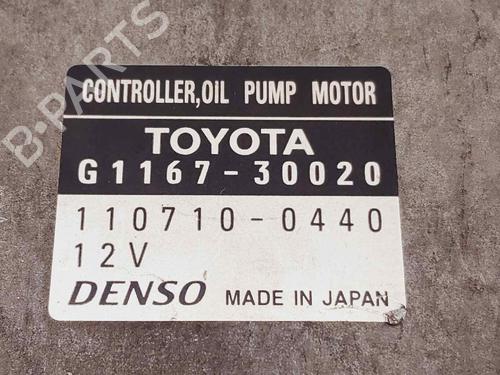 B-PARTS
CONTROLLER,OIL PUMP MOTOR
TOYOTA
G1167-30020
110710-0440
12V
DENSO MADE IN JAPAN